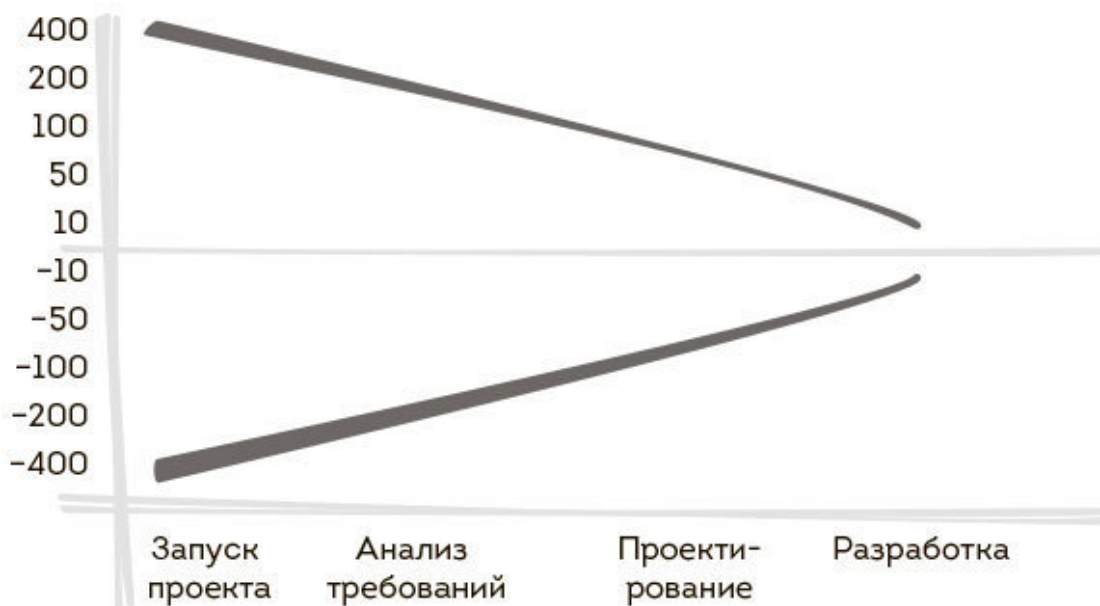 400
200
100
50
10
-10
-50
-100
-200
-400
Запуск
проекта
Анализ
требований
Проекти-
рование
Разработка